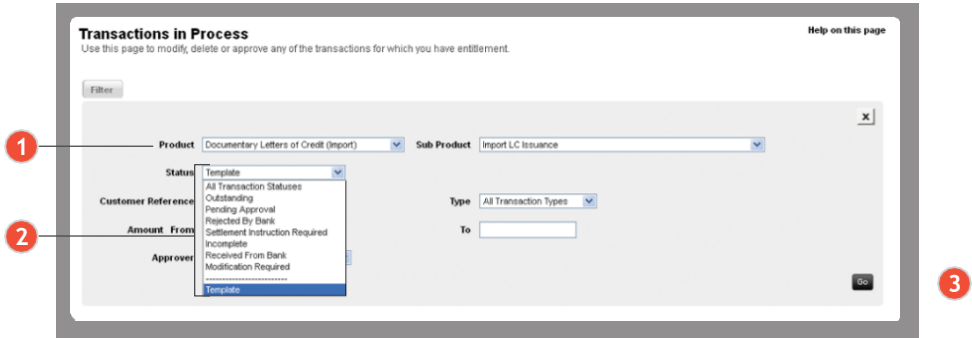 Transactions in Process
Help on this page
Use this page to modify, delete or approve any of the transactions for which you have entitlement.
Filter
x
1
Product Documentary Letters of Credit (Import) Sub Product Import LC Issuance
Status Template
All Transaction Statuses
Customer Reference Outstanding Type All Transaction Types
Pending Approval
Rejected By Bank
2
Amount From Settlement Instruction Required To
Incomplete
Approver Received From Bank
Modification Required
-------------------------
Template
Go
3